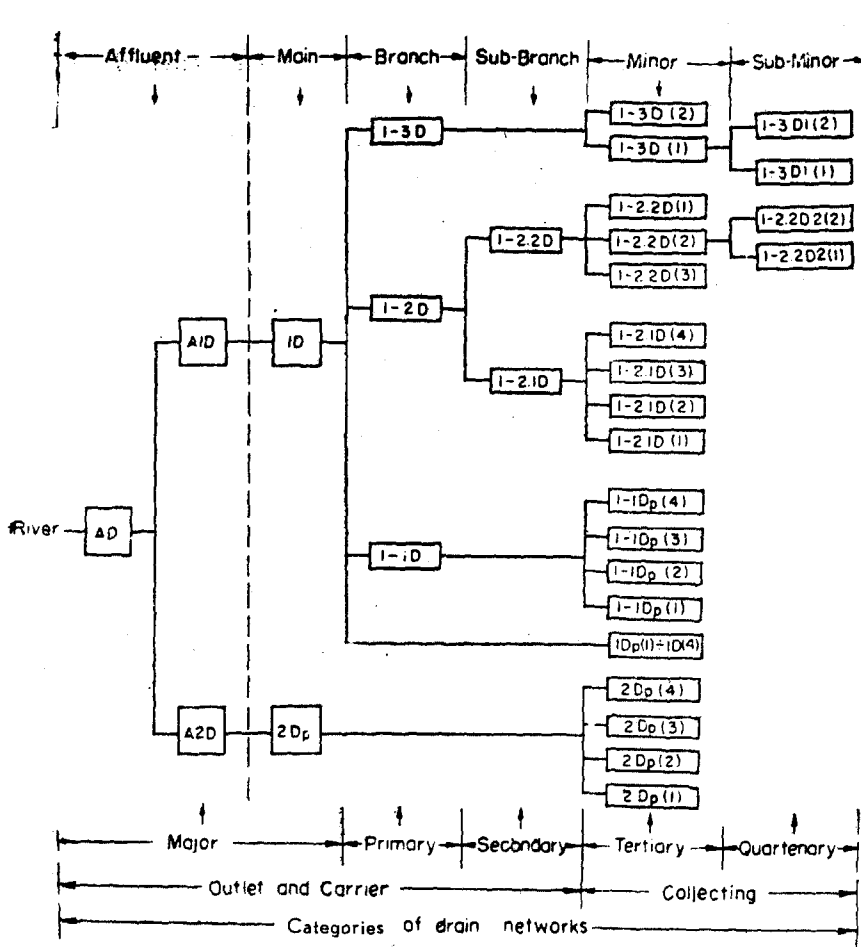 Affluent Main Branch Sub-Branch Minor Sub-Minor
1-3D(2)
1-3D 1-3D1(2)
1-3D(1)
1-3D1(1)
1-2.2D(1)
1-2.2D2(2)
1-2.2D 1-2.2D(2)
1-2.2D2(1)
1-2.2D(3)
1-2D
A1D 1D 1-2.1D(4)
1-2.1D(3)
1-2.1D
1-2.1D(2)
1-2.1D(1)
1-1Dp(4)
River AD 1-1Dp(3)
1-1D
1-1Dp(2)
1-1Dp(1)
1Dp(1)÷1D(4)
2Dp(4)
A2D 2Dp 2Dp(3)
2Dp(2)
2Dp(1)
Major Primary Secondary Tertiary Quartenary
Outlet and Carrier Collecting
Categories of drain networks